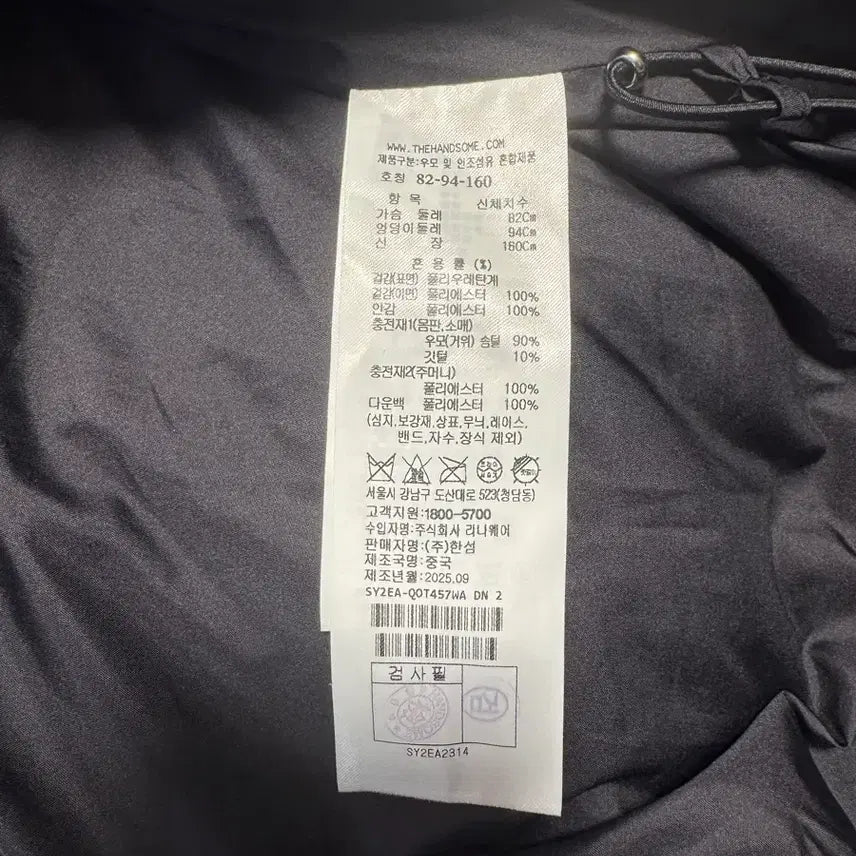 WWW.THEHANDSOME.COM
제품구분:우모 및 인조섬유 혼합제품
호칭 82-94-160
항 목 신체치수
가슴 둘레 82Cm
엉덩이둘레 94Cm
신 장 160Cm
혼 용 률 (%)
겉감(표면) 폴리우레탄계
겉감(이면) 폴리에스터 100%
안감 폴리에스터 100%
충전재1(몸판,소매)
우모(거위) 솜털 90%
깃털 10%
충전재2(주머니)
폴리에스터 100%
다운백 폴리에스터 100%
(심지,보강재,상표,무늬,레이스,
밴드,자수,장식 제외)
서울시 강남구 도산대로 523(청담동)
고객지원:1800-5700
수입자명:주식회사 리니웨어
판매자명:(주)한섬
제조국명:중국
제조년월:2025.09
SY2EA-QOT457WA DN 2
검 사 필
SY2EA2314